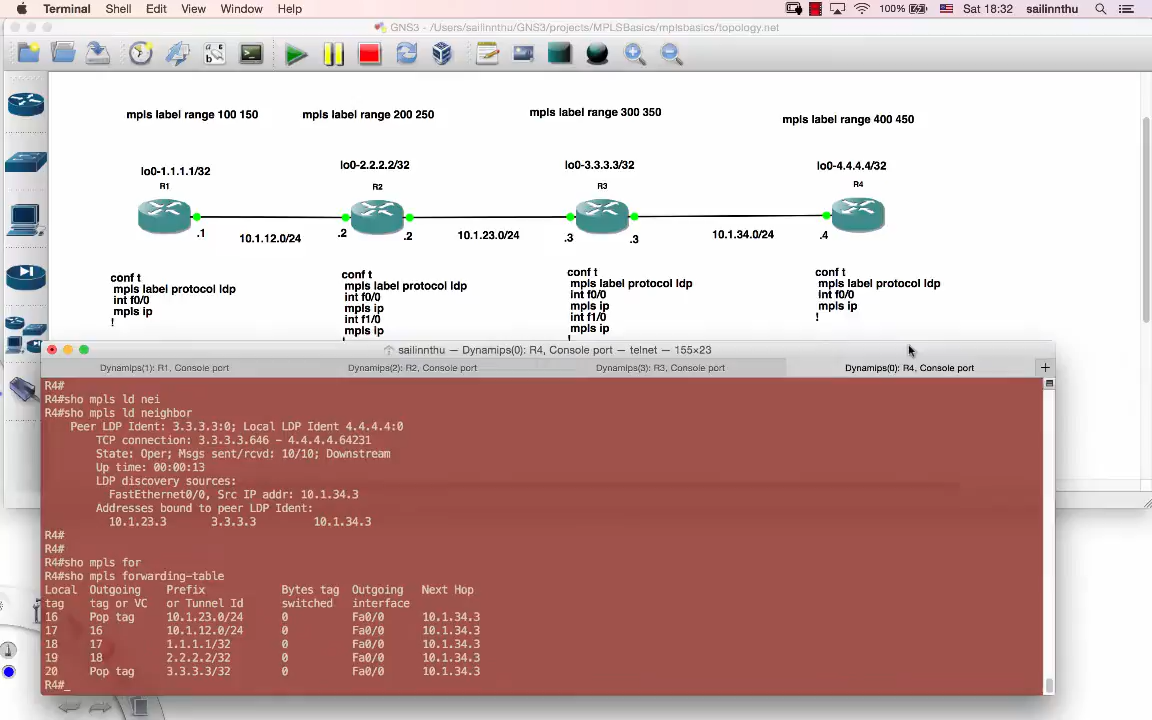 Terminal Shell Edit View Window Help 100% Sat 18:32 sailinnthu
GNS3 - /Users/sailinnthu/GNS3/projects/MPLSBasics/mplsbasics/topology.net
mpls label range 100 150
mpls label range 200 250
mpls label range 300 350
mpls label range 400 450
lo0-1.1.1.1/32
lo0-2.2.2.2/32
lo0-3.3.3.3/32
lo0-4.4.4.4/32
R1
R2
R3
R4
.1
10.1.12.0/24
.2
.2
10.1.23.0/24
.3
.3
10.1.34.0/24
.4
conf t
mpls label protocol ldp
int f0/0
mpls ip
!
conf t
mpls label protocol ldp
int f0/0
mpls ip
int f1/0
mpls ip
conf t
mpls label protocol ldp
int f0/0
mpls ip
int f1/0
mpls ip
conf t
mpls label protocol ldp
int f0/0
mpls ip
!
sailinnthu — Dynamips(0): R4, Console port — telnet — 155×23
Dynamips(1): R1, Console port
Dynamips(2): R2, Console port
Dynamips(3): R3, Console port
Dynamips(0): R4, Console port
+
R4#
R4#sho mpls ld nei
R4#sho mpls ld neighbor
Peer LDP Ident: 3.3.3.3:0; Local LDP Ident 4.4.4.4:0
TCP connection: 3.3.3.3.646 - 4.4.4.4.64231
State: Oper; Msgs sent/rcvd: 10/10; Downstream
Up time: 00:00:13
LDP discovery sources:
FastEthernet0/0, Src IP addr: 10.1.34.3
Addresses bound to peer LDP Ident:
10.1.23.3 3.3.3.3 10.1.34.3
R4#
R4#
R4#sho mpls for
R4#sho mpls forwarding-table
Local Outgoing Prefix Bytes tag Outgoing Next Hop
tag tag or VC or Tunnel Id switched interface
16 Pop tag 10.1.23.0/24 0 Fa0/0 10.1.34.3
17 16 10.1.12.0/24 0 Fa0/0 10.1.34.3
18 17 1.1.1.1/32 0 Fa0/0 10.1.34.3
19 18 2.2.2.2/32 0 Fa0/0 10.1.34.3
20 Pop tag 3.3.3.3/32 0 Fa0/0 10.1.34.3
R4#_